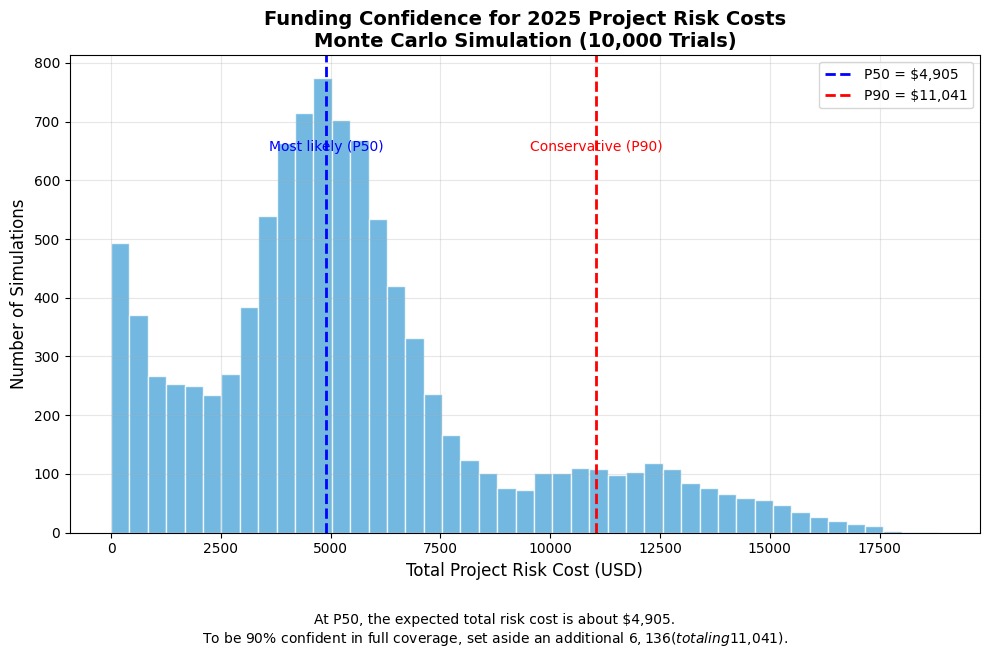 Funding Confidence for 2025 Project Risk Costs
Monte Carlo Simulation (10,000 Trials)
P50 = $4,905
P90 = $11,041
Most likely (P50)
Conservative (P90)
Number of Simulations
800
700
600
500
400
300
200
100
0
0
2500
5000
7500
10000
12500
15000
17500
Total Project Risk Cost (USD)
At P50, the expected total risk cost is about $4,905.
To be 90% confident in full coverage, set aside an additional 6,136(totaling11,041).